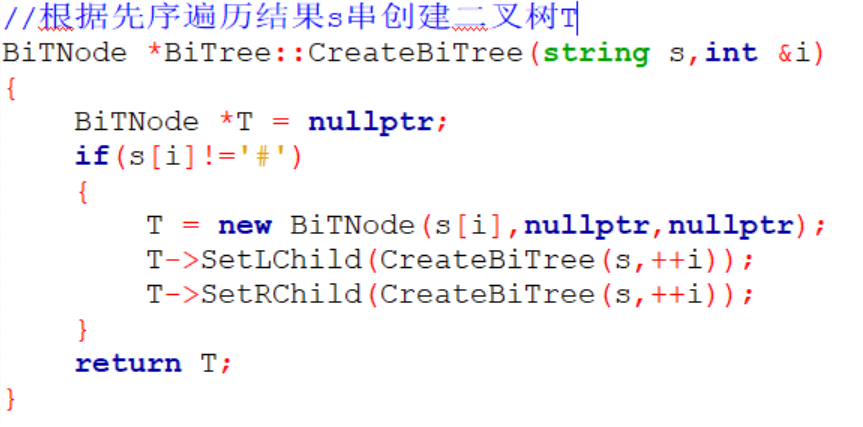 //根据先序遍历结果s串创建二叉树T
BiTNode *BiTree::CreateBiTree(string s,int &i)
{
    BiTNode *T = nullptr;
    if(s[i]!='#')
    {
        T = new BiTNode(s[i],nullptr,nullptr);
        T->SetLChild(CreateBiTree(s,++i));
        T->SetRChild(CreateBiTree(s,++i));
    }
    return T;
}